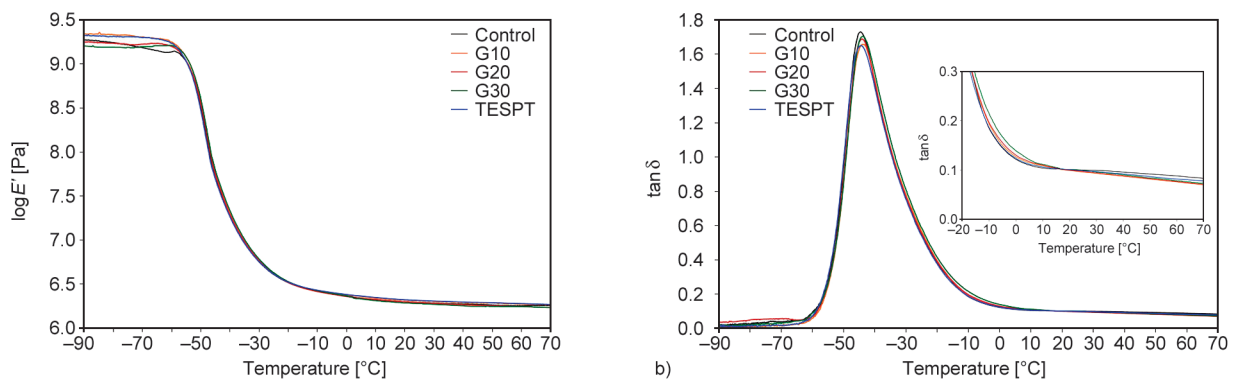 9.5
9.0
8.5
8.0
7.5
7.0
6.5
6.0
logE′ [Pa]
–90 –70 –50 –30 –10 0 10 20 30 40 50 60 70
Temperature [°C]
Control
G10
G20
G30
TESPT
b)
1.8
1.6
1.4
1.2
1.0
0.8
0.6
0.4
0.2
0.0
tan δ
–90 –70 –50 –30 –10 0 10 20 30 40 50 60 70
Temperature [°C]
Control
G10
G20
G30
TESPT
0.3
0.2
0.1
0.0
tan δ
–20 –10 0 10 20 30 40 50 60 70
Temperature [°C]